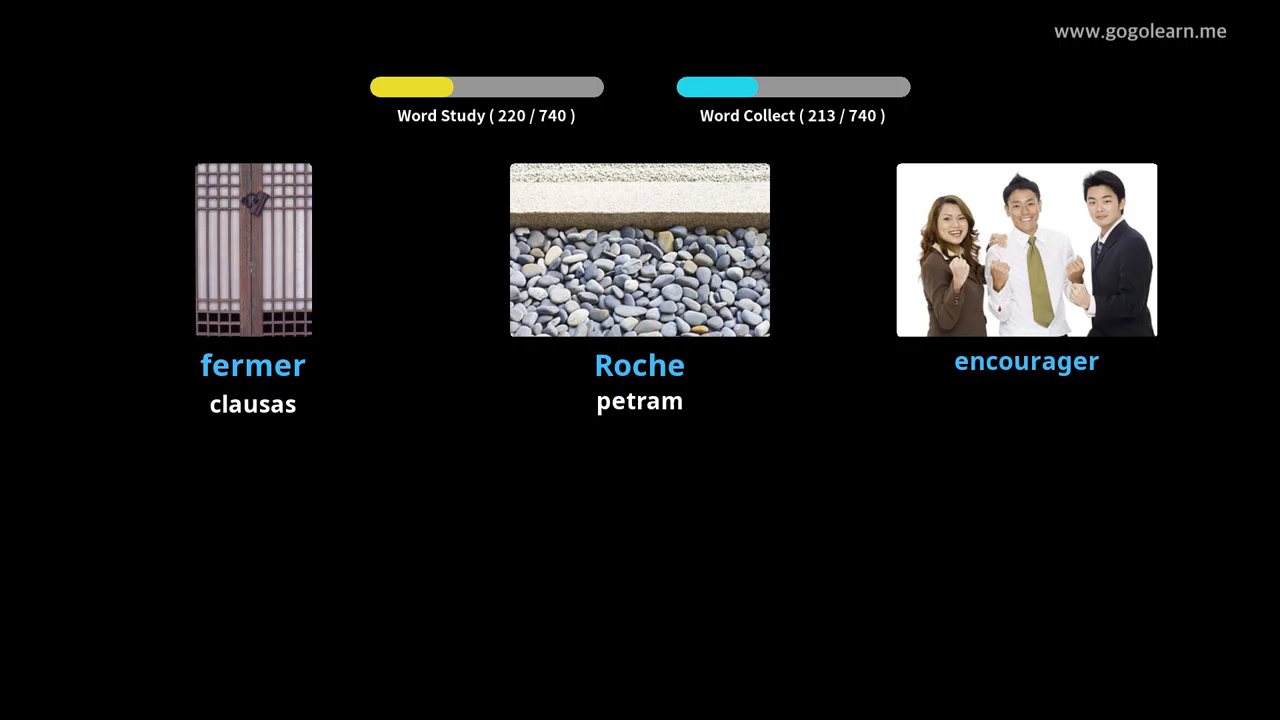 www.gogolearn.me
Word Study ( 220 / 740 )
Word Collect ( 213 / 740 )
fermer
clausas
Roche
petram
encourager